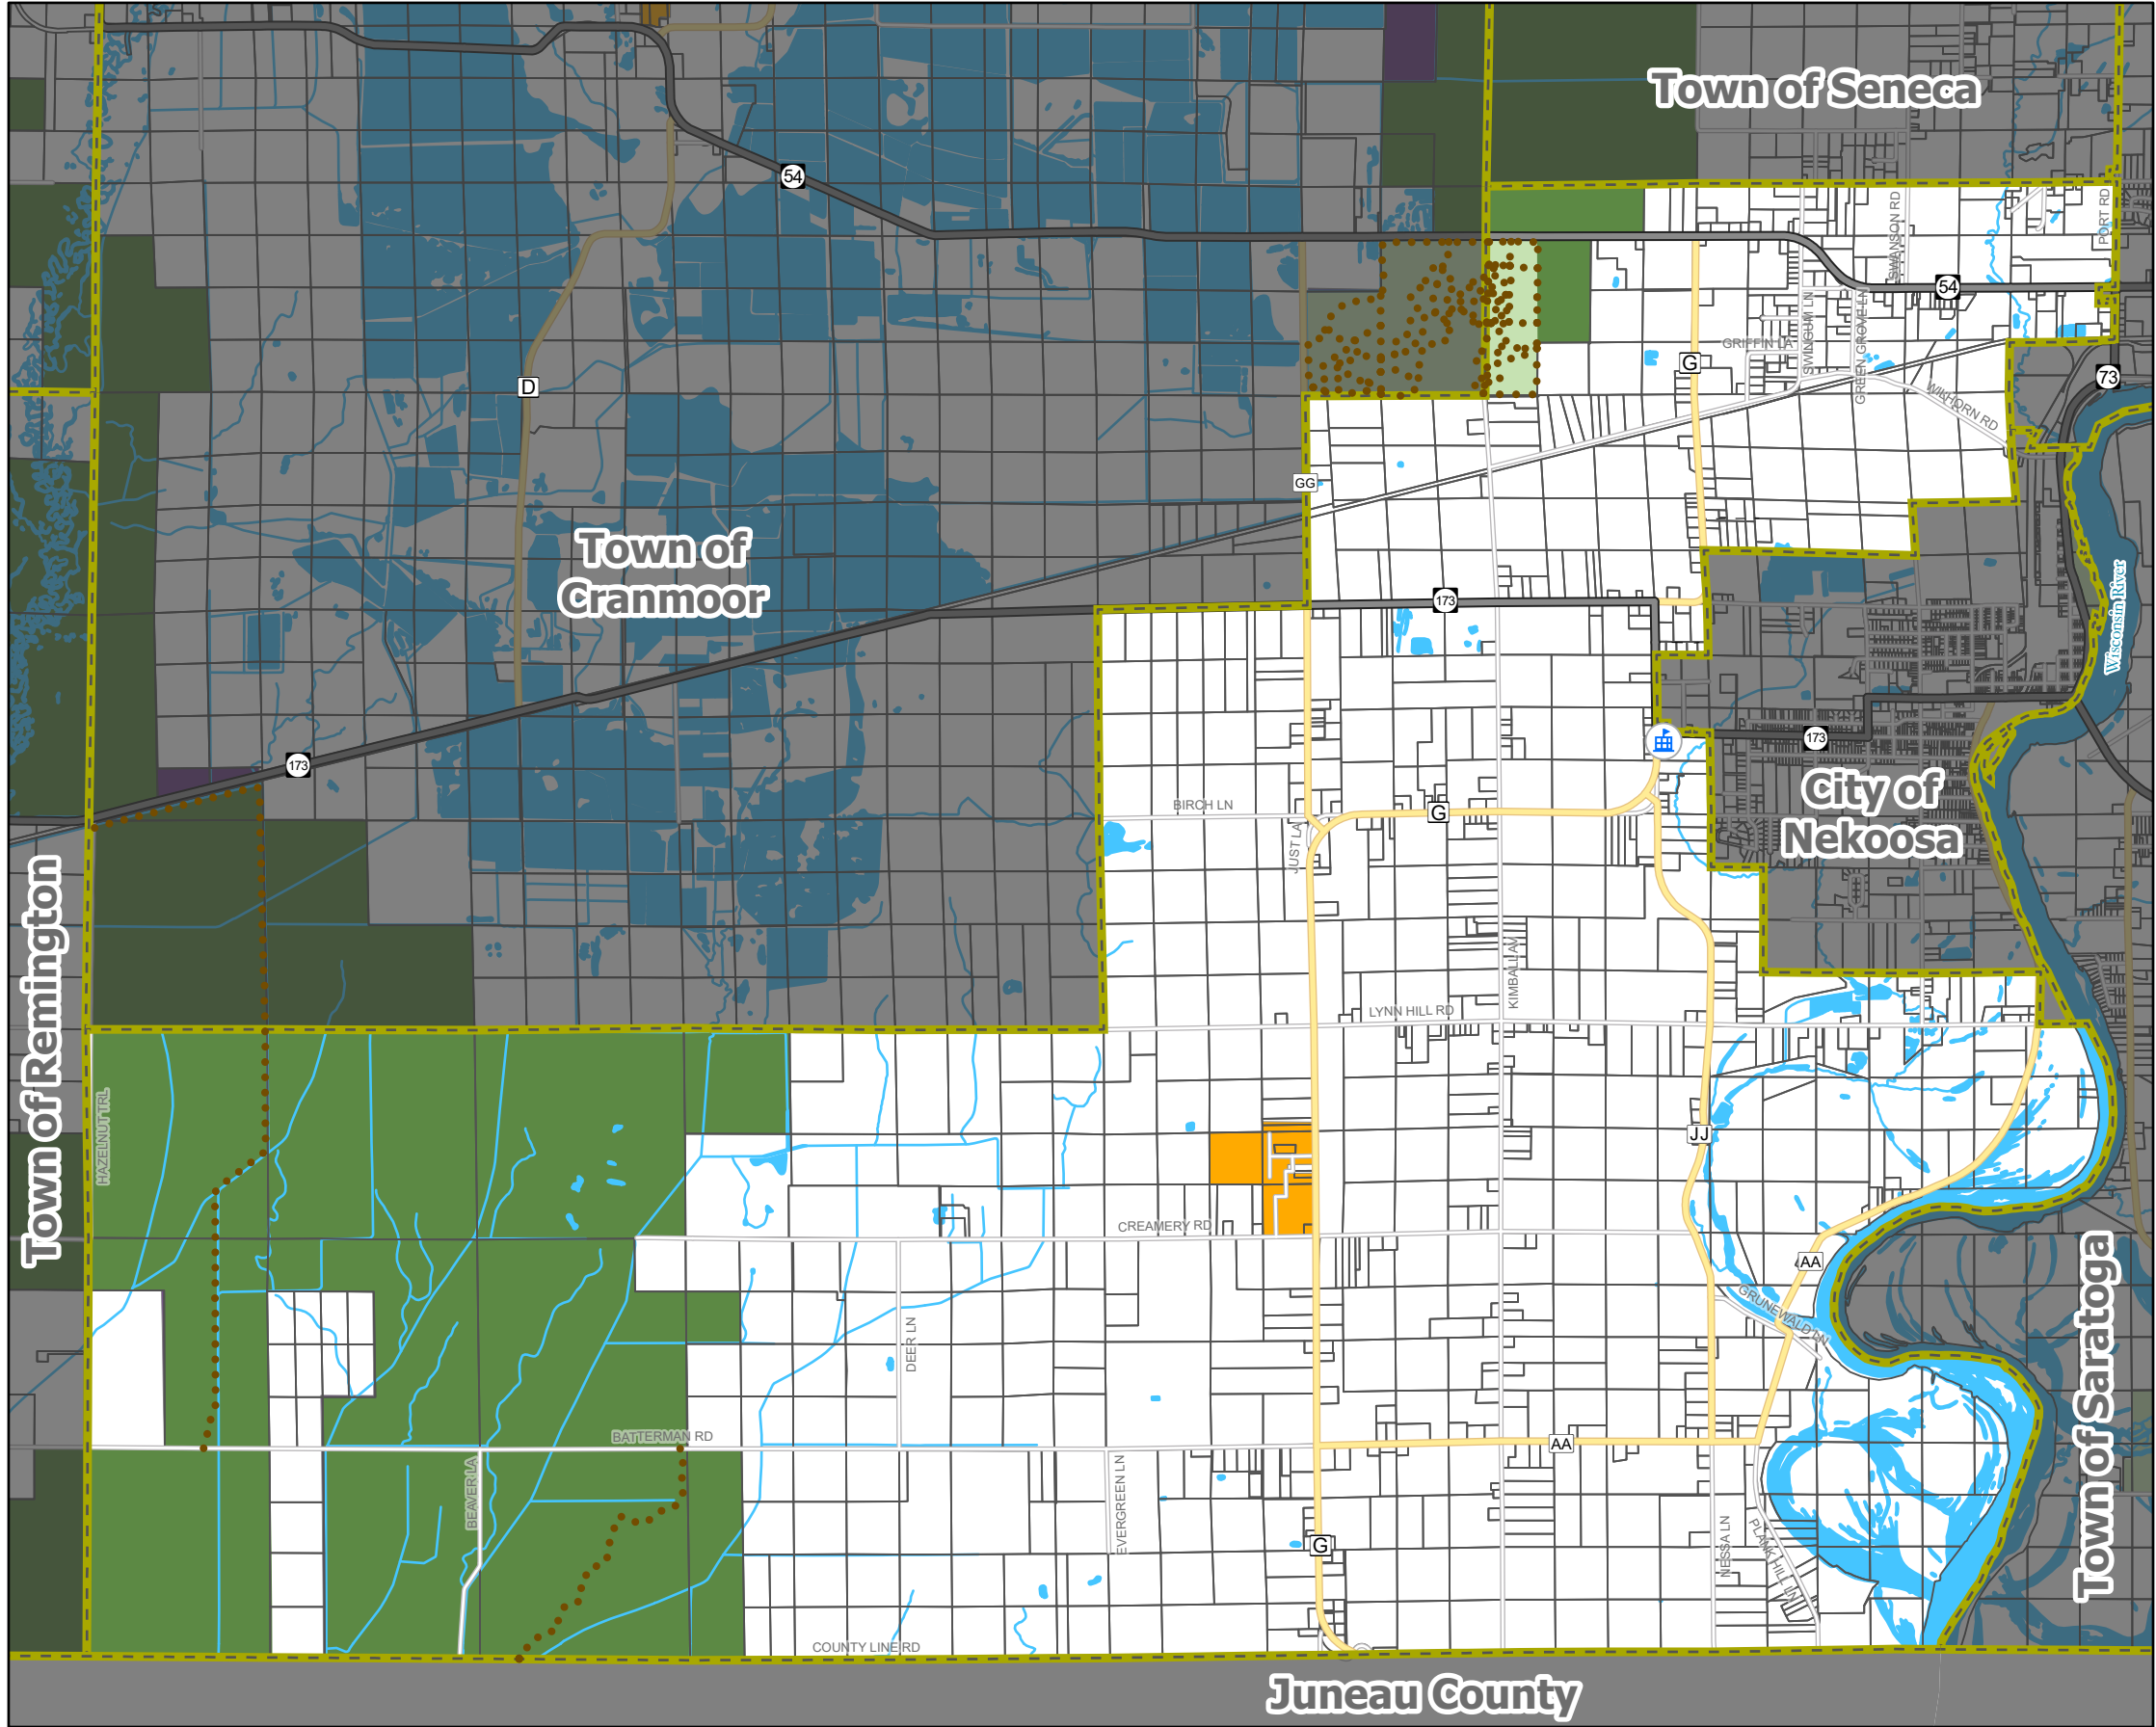 Town of Seneca
54
SWANSON RD
PORT RD
54
SWINGUM LN
GREEN GROVE LN
GRIFFIN LA
G
73
D
WILHORN RD
GG
Town of
Cranmoor
173
Wisconsin River
173
173
City of
Nekoosa
BIRCH LN
G
JUST LA
Town of Remington
KIMBALL AV
LYNN HILL RD
HAZELNUT TRL
JJ
CREAMERY RD
AA
GRUNEWALD LN
DEER LN
Town of Saratoga
BATTERMAN RD
AA
BEAVER LA
EVERGREEN LN
G
NESSA LN
PLANK HILL LN
COUNTY LINE RD
Juneau County